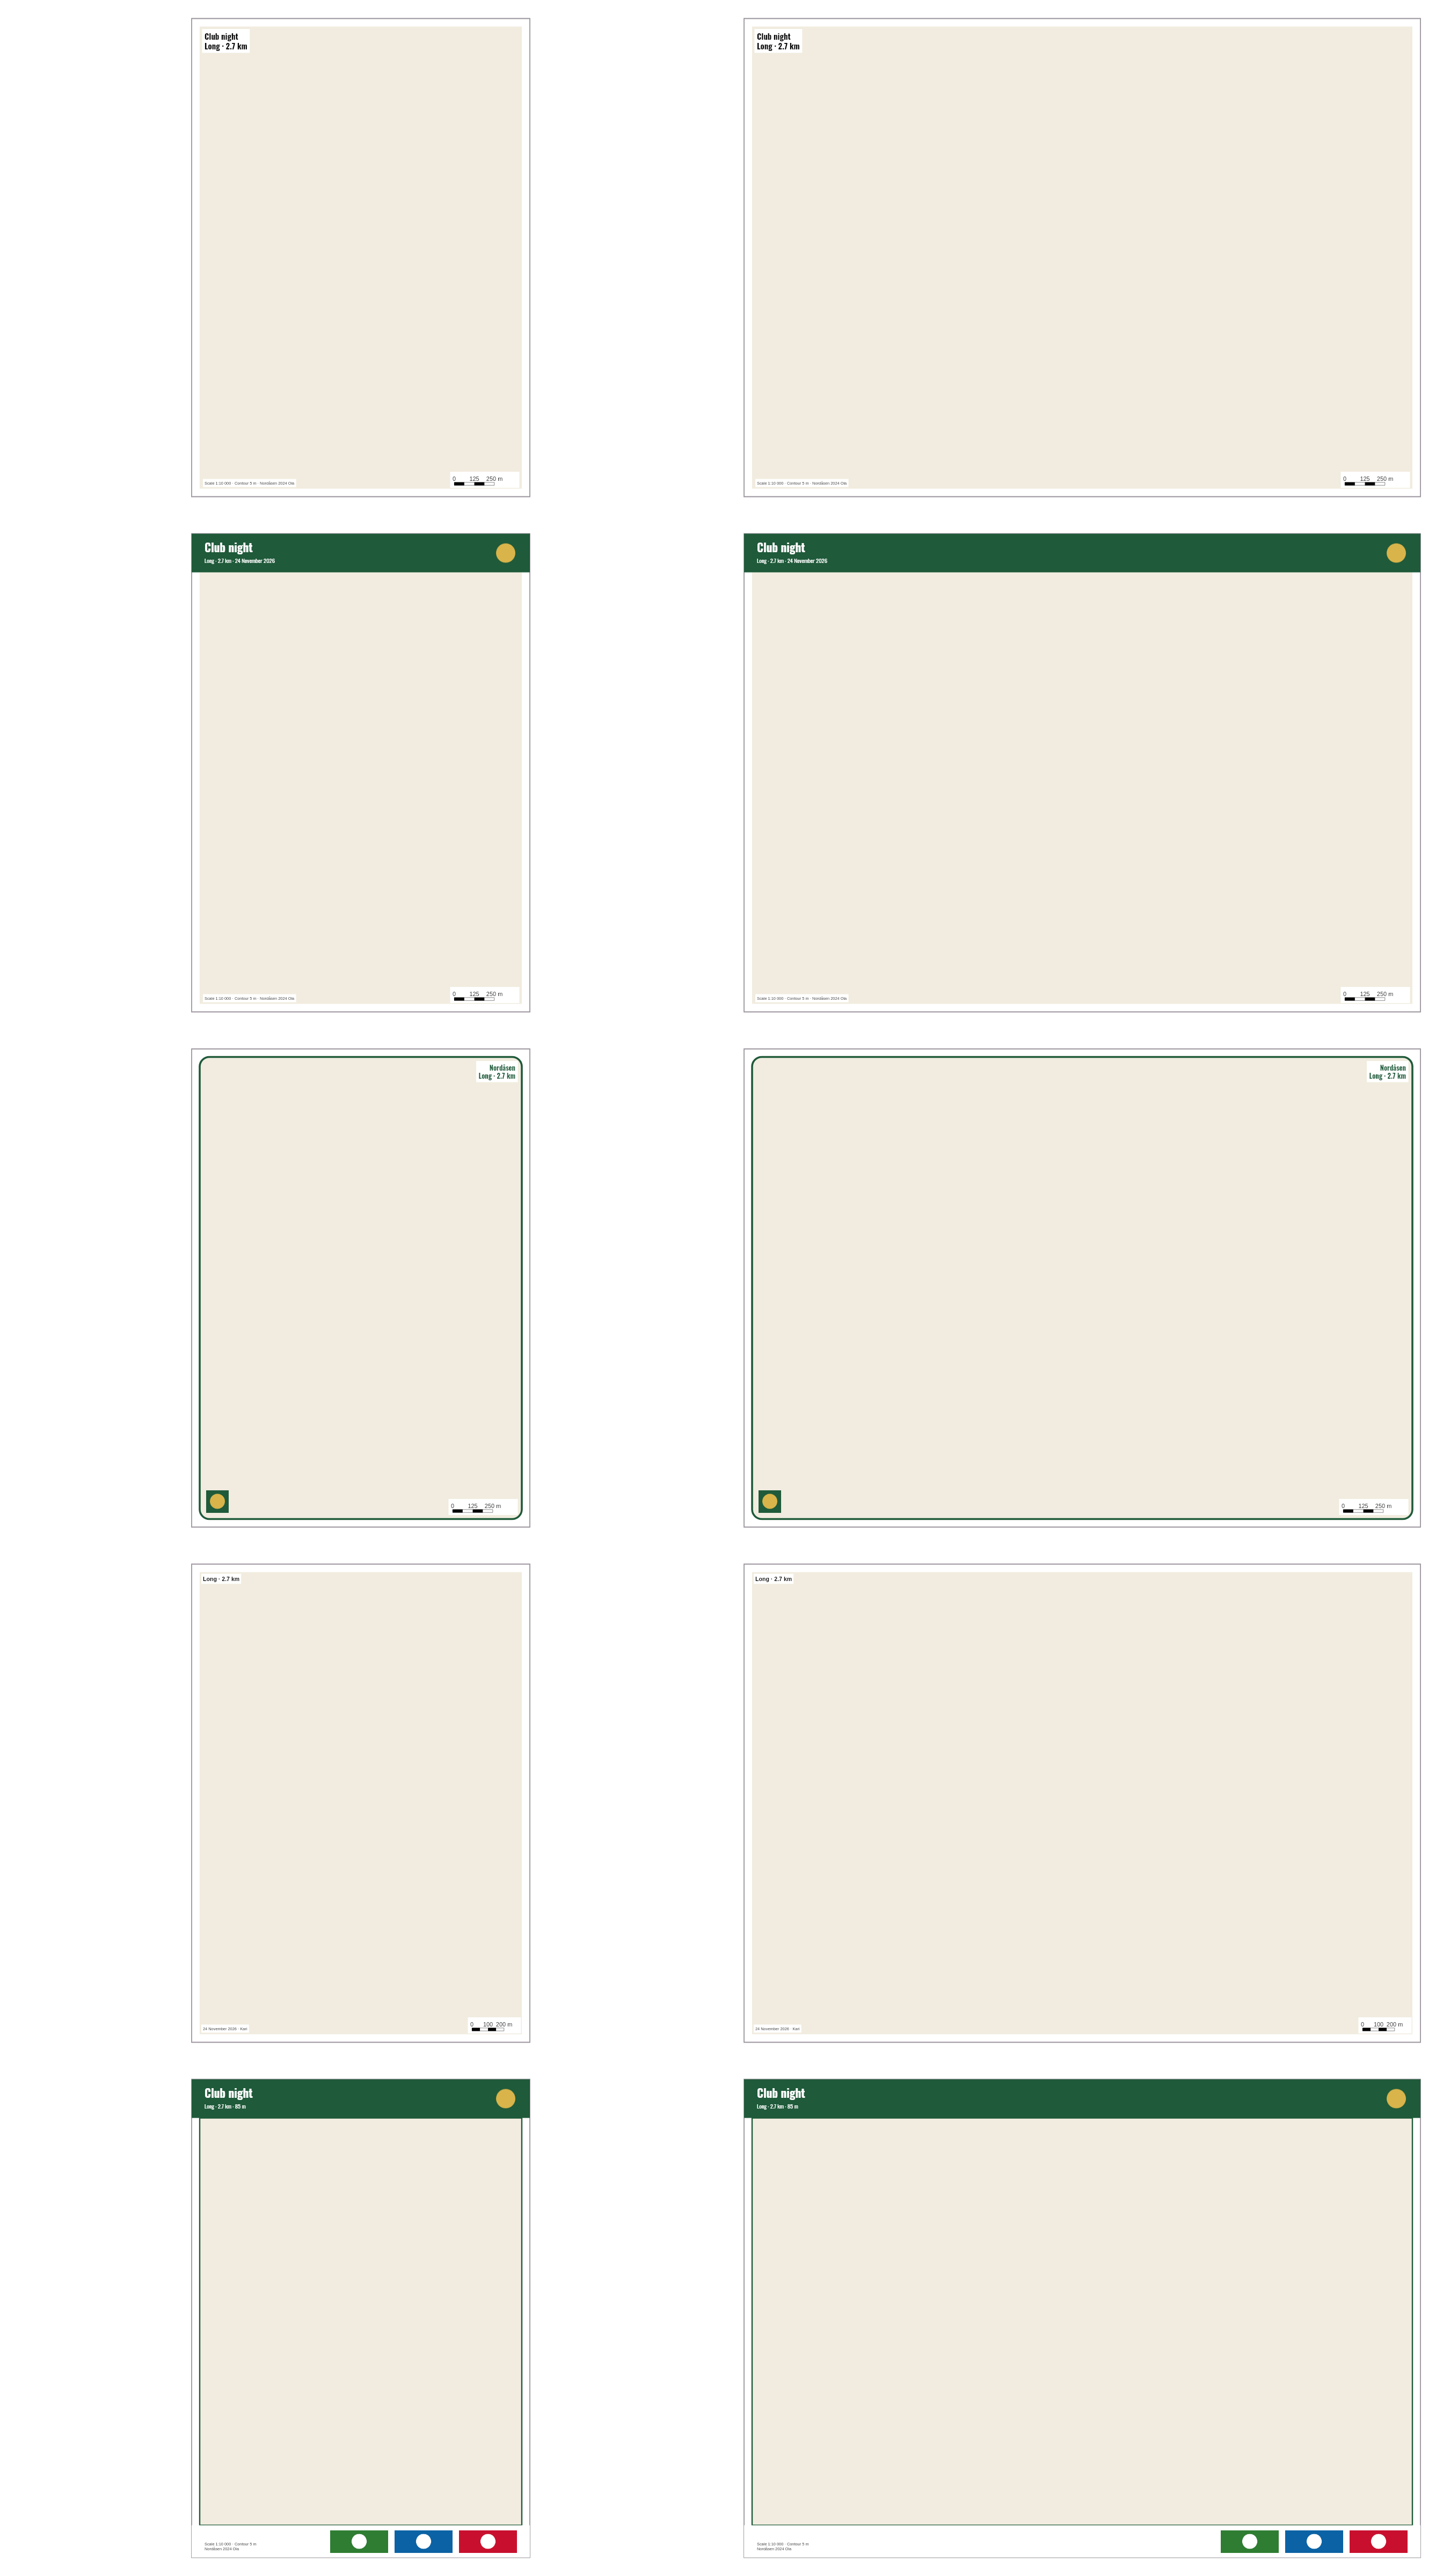 Club night
Long · 2.7 km
Scale 1:10 000 · Contour 5 m · Nordåsen 2024 Ola
0 125 250 m
Club night
Long · 2.7 km
Scale 1:10 000 · Contour 5 m · Nordåsen 2024 Ola
0 125 250 m
Club night
Long · 2.7 km · 24 November 2026
Scale 1:10 000 · Contour 5 m · Nordåsen 2024 Ola
0 125 250 m
Club night
Long · 2.7 km · 24 November 2026
Scale 1:10 000 · Contour 5 m · Nordåsen 2024 Ola
0 125 250 m
Nordåsen
Long · 2.7 km
0 125 250 m
Nordåsen
Long · 2.7 km
0 125 250 m
Long · 2.7 km
24 November 2026 · Kari
0 100 200 m
Long · 2.7 km
24 November 2026 · Kari
0 100 200 m
Club night
Long · 2.7 km · 85 m
Scale 1:10 000 · Contour 5 m
Nordåsen 2024 Ola
Club night
Long · 2.7 km · 85 m
Scale 1:10 000 · Contour 5 m
Nordåsen 2024 Ola